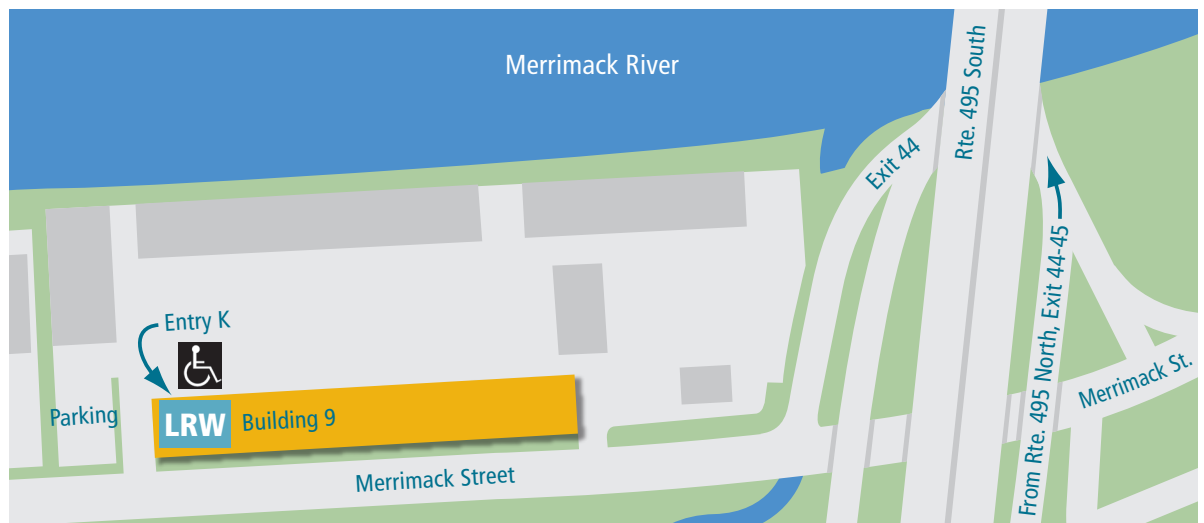 Merrimack River
Rte. 495 South
Exit 44
From Rte. 495 North, Exit 44-45
Entry K
Merrimack St.
Parking
LRW
Building 9
Merrimack Street